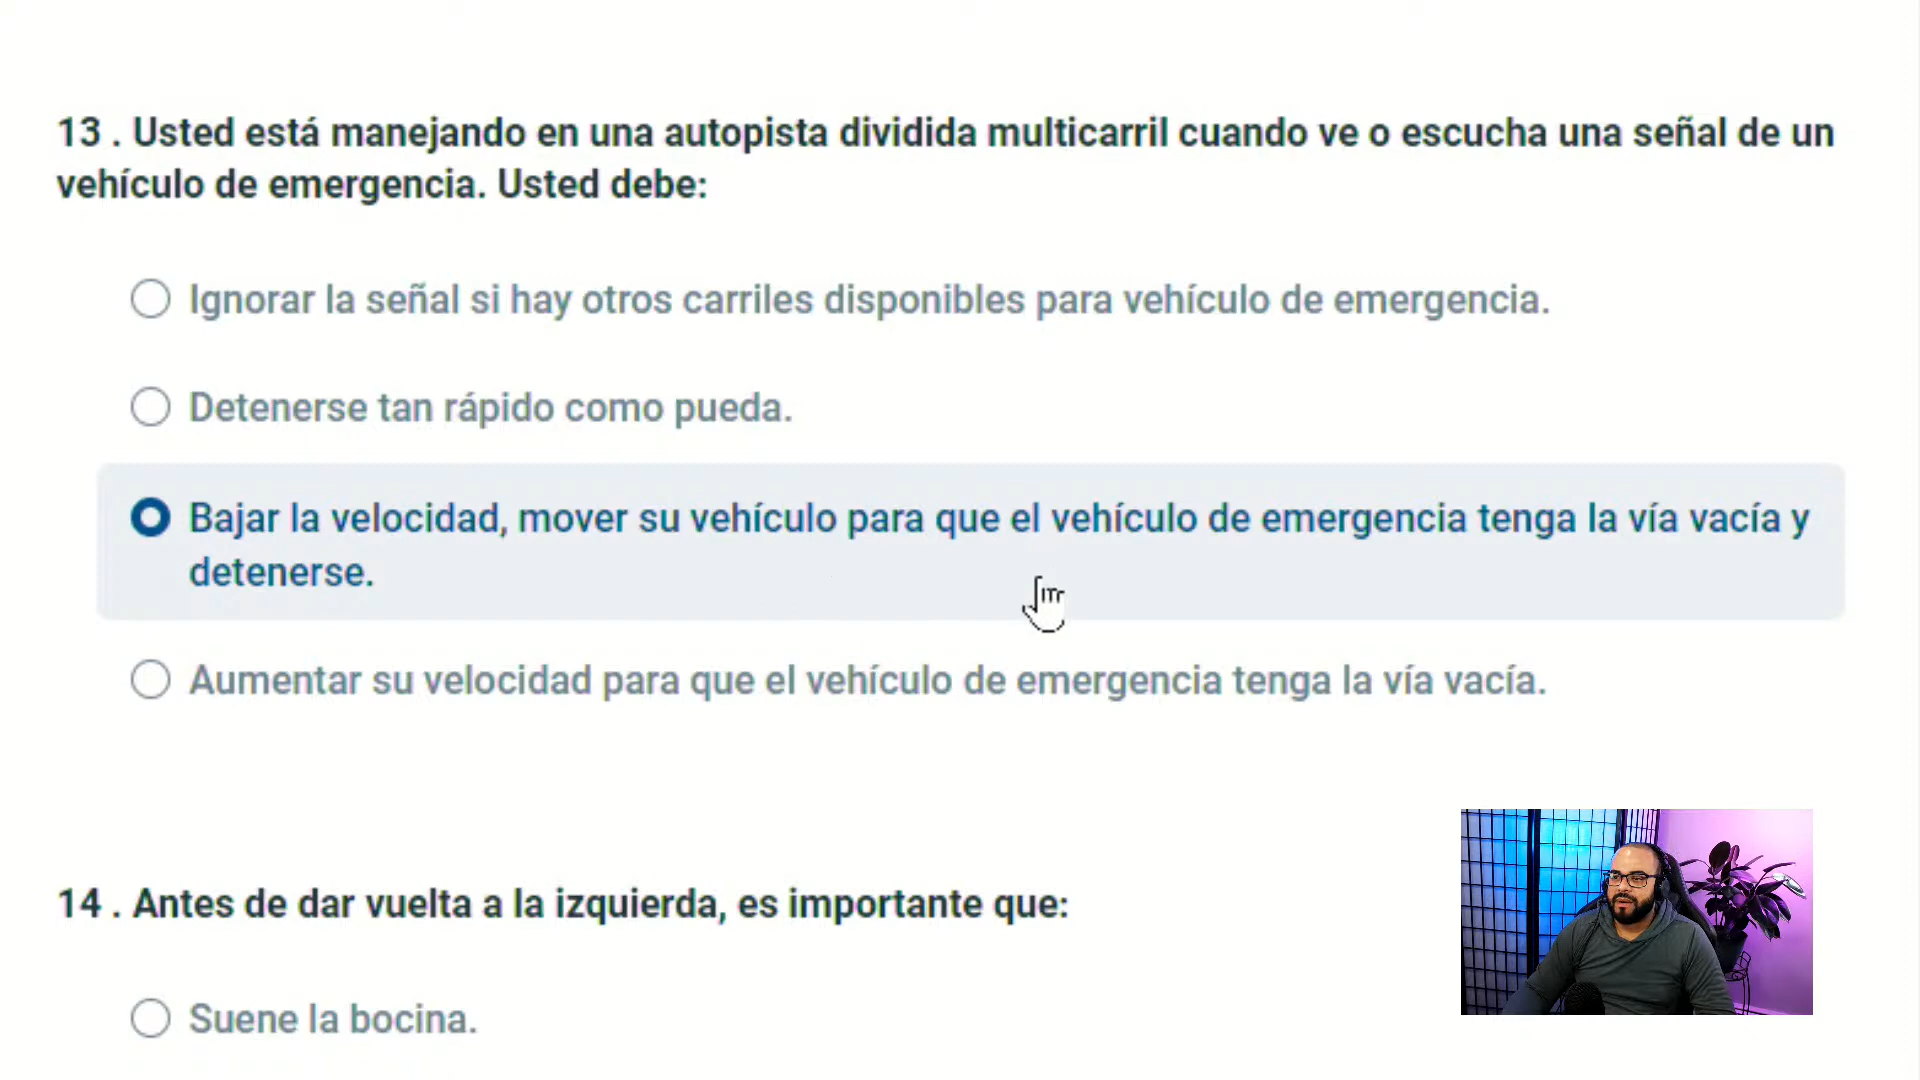 13 . Usted está manejando en una autopista dividida multicarril cuando ve o escucha una señal de un
vehículo de emergencia. Usted debe:
Ignorar la señal si hay otros carriles disponibles para vehículo de emergencia.
Detenerse tan rápido como pueda.
Bajar la velocidad, mover su vehículo para que el vehículo de emergencia tenga la vía vacía y
detenerse.
Aumentar su velocidad para que el vehículo de emergencia tenga la vía vacía.
14 . Antes de dar vuelta a la izquierda, es importante que:
Suene la bocina.